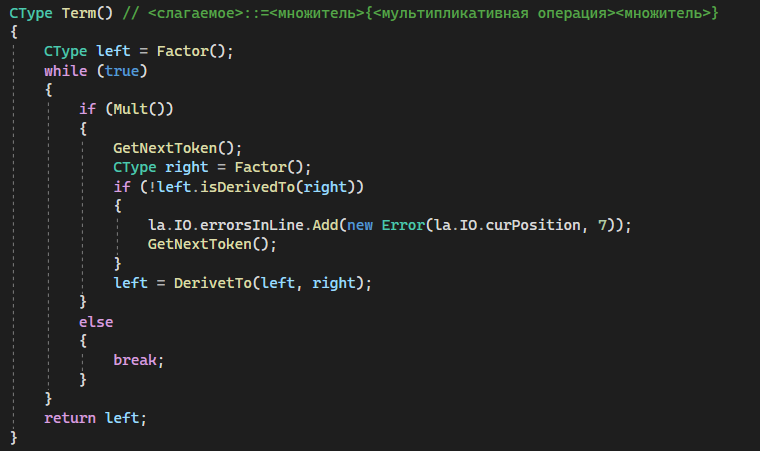 CType Term() // <слагаемое>::=<множитель>{<мультипликативная операция><множитель>}
{
CType left = Factor();
while (true)
{
if (Mult())
{
GetNextToken();
CType right = Factor();
if (!left.isDerivedTo(right))
{
la.IO.errorsInLine.Add(new Error(la.IO.curPosition, 7));
GetNextToken();
}
left = DerivetTo(left, right);
}
else
{
break;
}
}
return left;
}